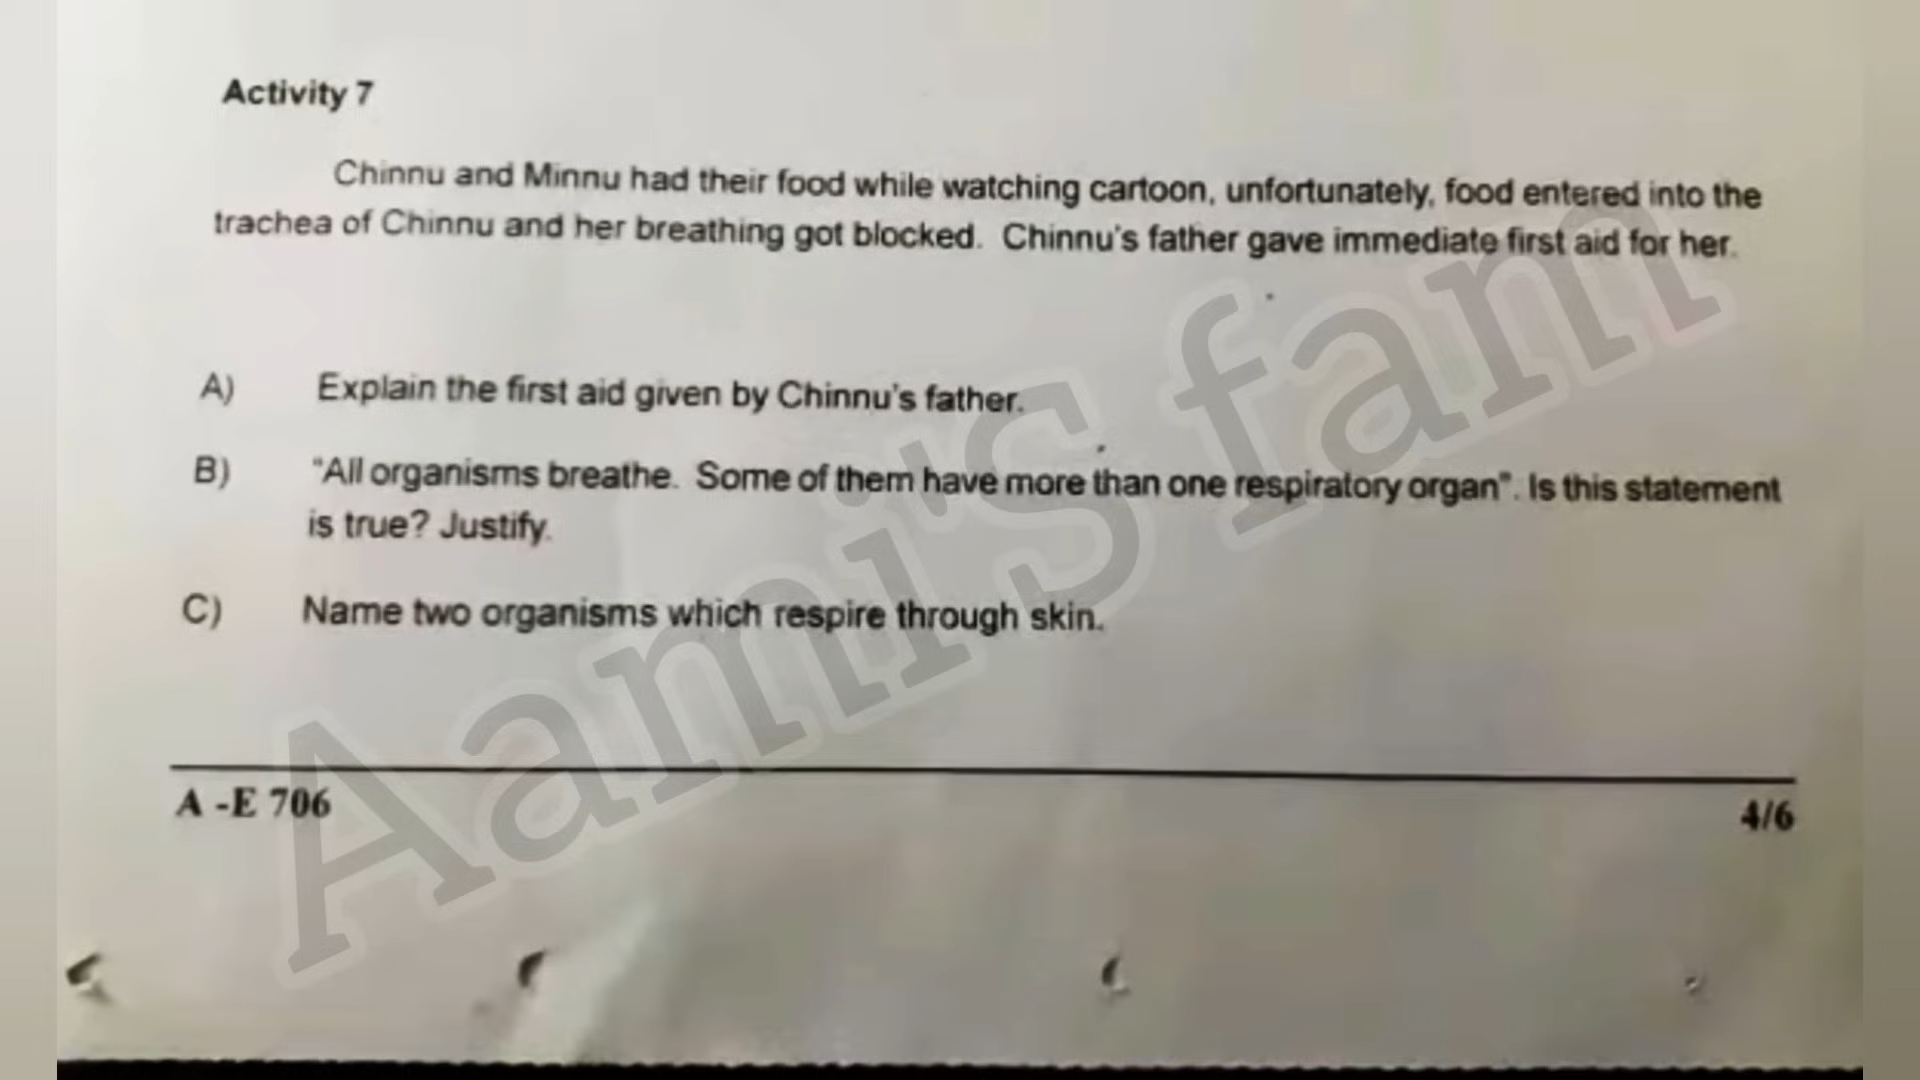 Activity 7
Chinnu and Minnu had their food while watching cartoon, unfortunately, food entered into the
trachea of Chinnu and her breathing got blocked. Chinnu's father gave immediate first aid for her.
A) Explain the first aid given by Chinnu's father.
B) "All organisms breathe. Some of them have more than one respiratory organ". Is this statement
is true? Justify.
C) Name two organisms which respire through skin.
A -E 706 4/6
Aami's fam